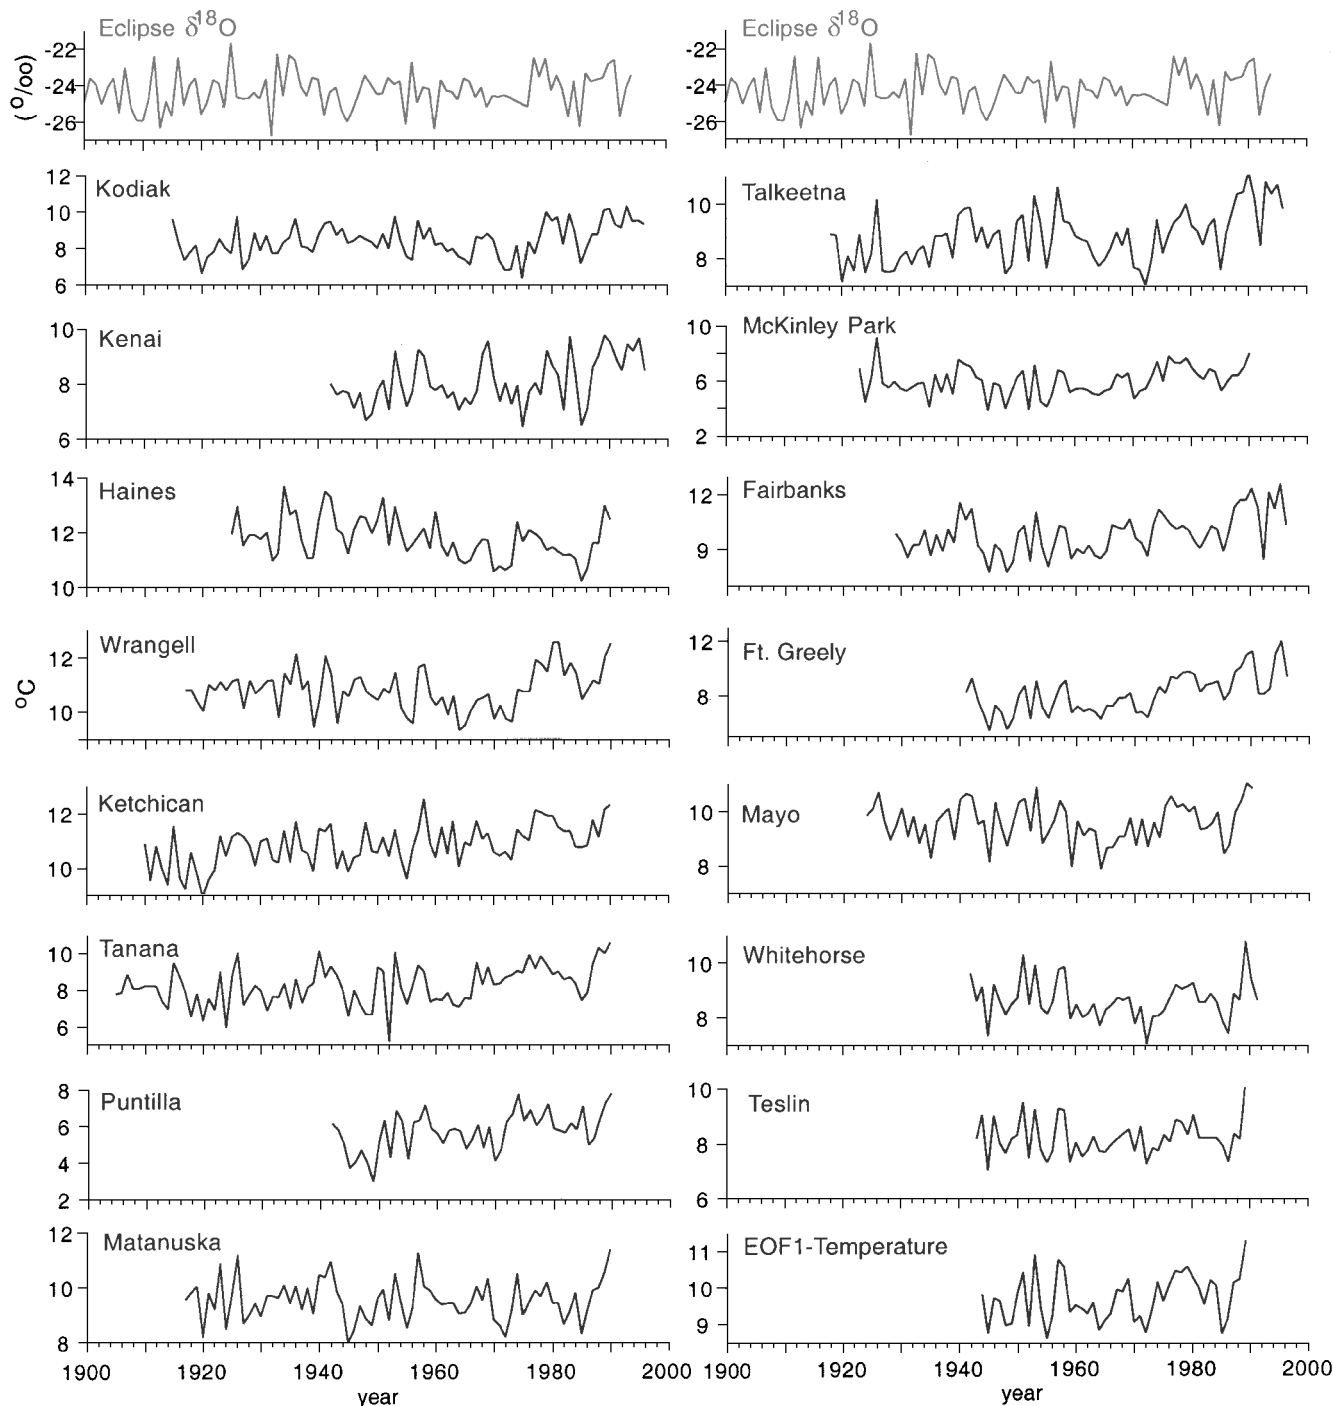 Eclipse δ18O
-22
-24
-26
(o/oo)
Kodiak
12
10
8
6
Kenai
10
8
6
Haines
14
12
10
Wrangell
12
10
oC
Ketchican
12
10
Tanana
10
8
6
Puntilla
8
6
4
2
Matanuska
12
10
8
1900 1920 1940 1960 1980 2000
year
Eclipse δ18O
-22
-24
-26
Talkeetna
10
8
McKinley Park
10
6
2
Fairbanks
12
9
Ft. Greely
12
8
Mayo
10
8
Whitehorse
10
8
Teslin
10
8
6
EOF1-Temperature
11
10
9
1900 1920 1940 1960 1980 2000
year